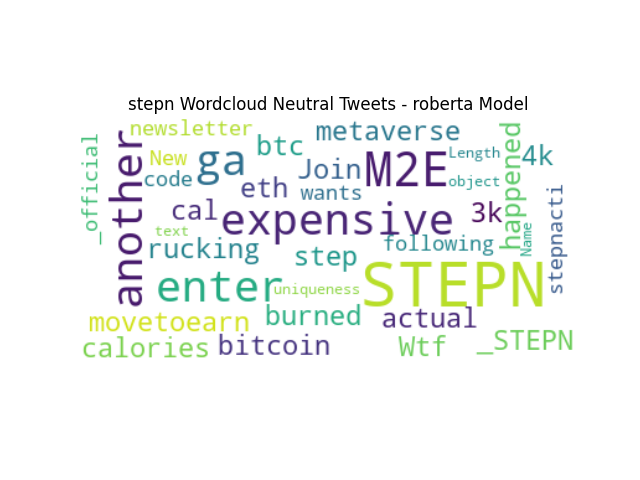 stepn Wordcloud Neutral Tweets - roberta Model
newsletter
metaverse
_official
another
New
ga
btc
Join
M2E
Length
happened
4k
code
eth
wants
object
cal
expensive
3k
Name
stepnacti
text
rucking
step
following
enter
uniqueness
STEPN
movetoearn
burned
actual
calories
bitcoin
Wtf
_STEPN